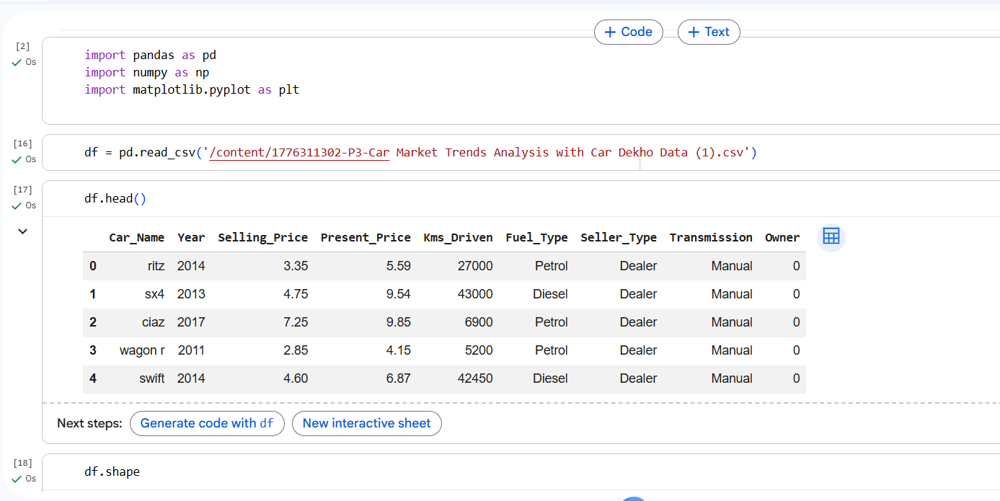 + Code + Text
[2]
0s
import pandas as pd
import numpy as np
import matplotlib.pyplot as plt
[16]
0s
df = pd.read_csv('/content/1776311302-P3-Car Market Trends Analysis with Car Dekho Data (1).csv')
[17]
0s
df.head()
Car_Name Year Selling_Price Present_Price Kms_Driven Fuel_Type Seller_Type Transmission Owner
0 ritz 2014 3.35 5.59 27000 Petrol Dealer Manual 0
1 sx4 2013 4.75 9.54 43000 Diesel Dealer Manual 0
2 ciaz 2017 7.25 9.85 6900 Petrol Dealer Manual 0
3 wagon r 2011 2.85 4.15 5200 Petrol Dealer Manual 0
4 swift 2014 4.60 6.87 42450 Diesel Dealer Manual 0
Next steps: Generate code with df New interactive sheet
[18]
0s
df.shape